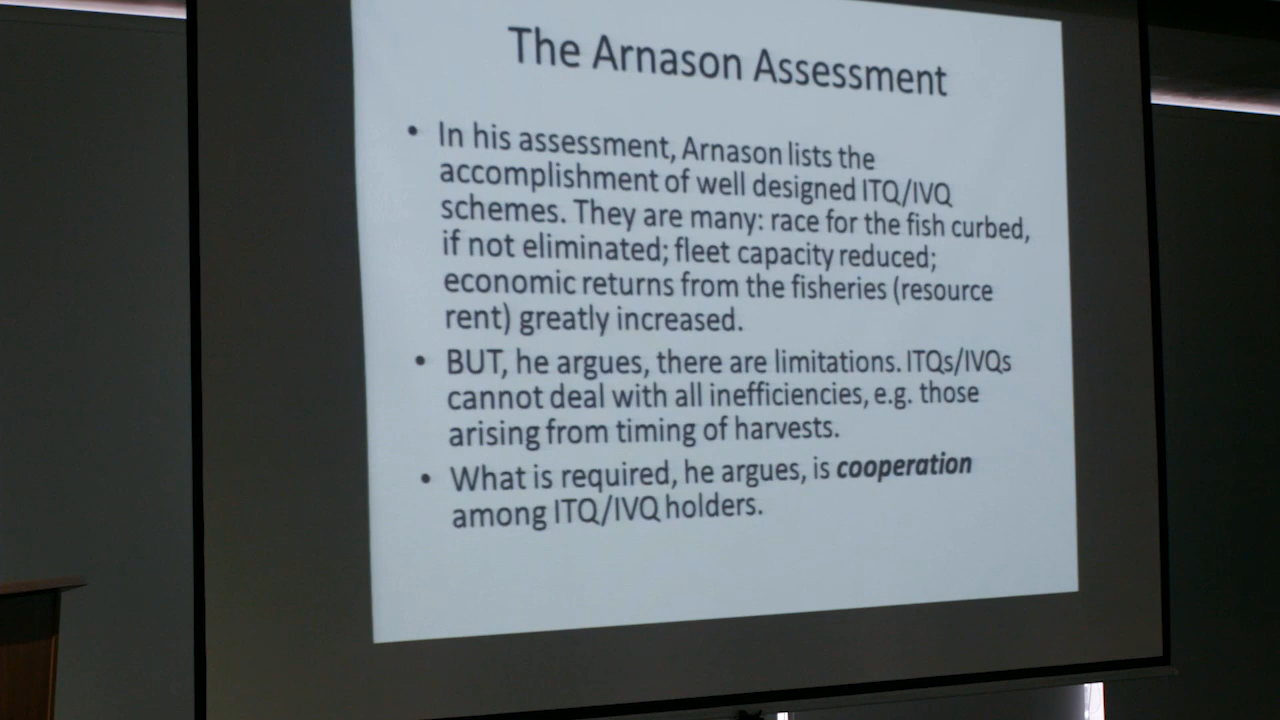 The Arnason Assessment
• In his assessment, Arnason lists the
accomplishment of well designed ITQ/IVQ
schemes. They are many: race for the fish curbed,
if not eliminated; fleet capacity reduced;
economic returns from the fisheries (resource
rent) greatly increased.
• BUT, he argues, there are limitations. ITQs/IVQs
cannot deal with all inefficiencies, e.g. those
arising from timing of harvests.
• What is required, he argues, is cooperation
among ITQ/IVQ holders.